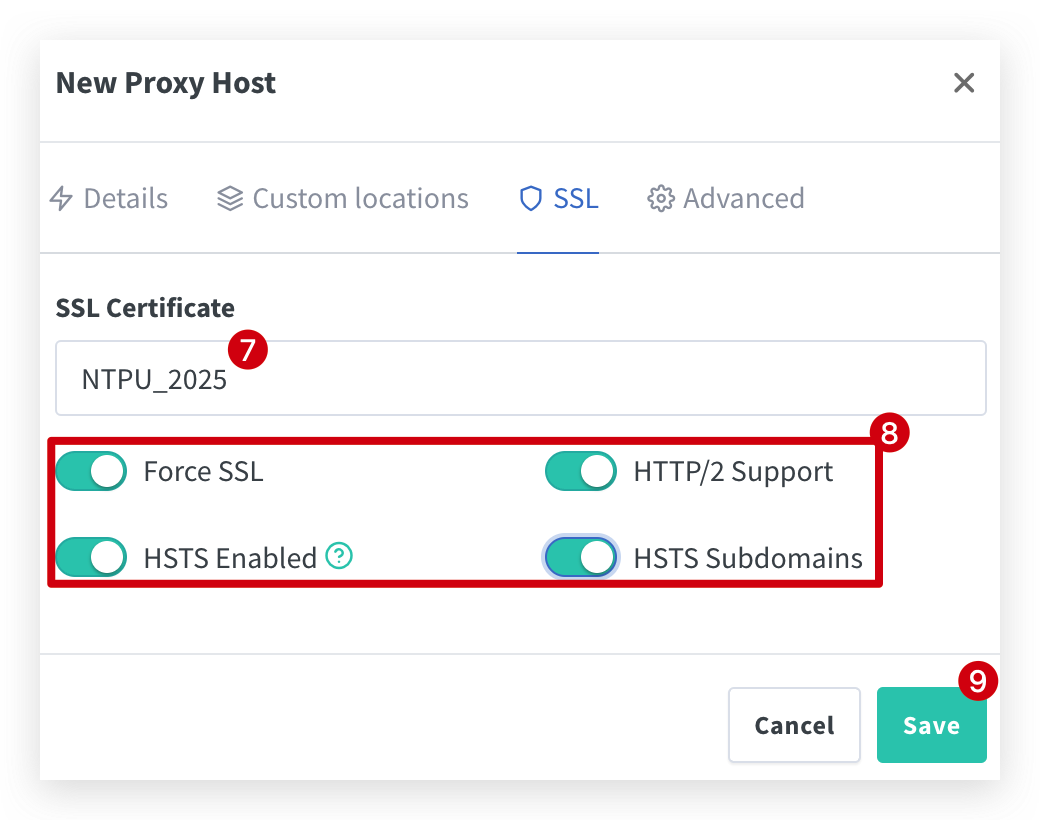 New Proxy Host
Details Custom locations SSL Advanced
SSL Certificate
7
NTPU_2025
8
Force SSL HTTP/2 Support
HSTS Enabled ? HSTS Subdomains
9
Cancel Save